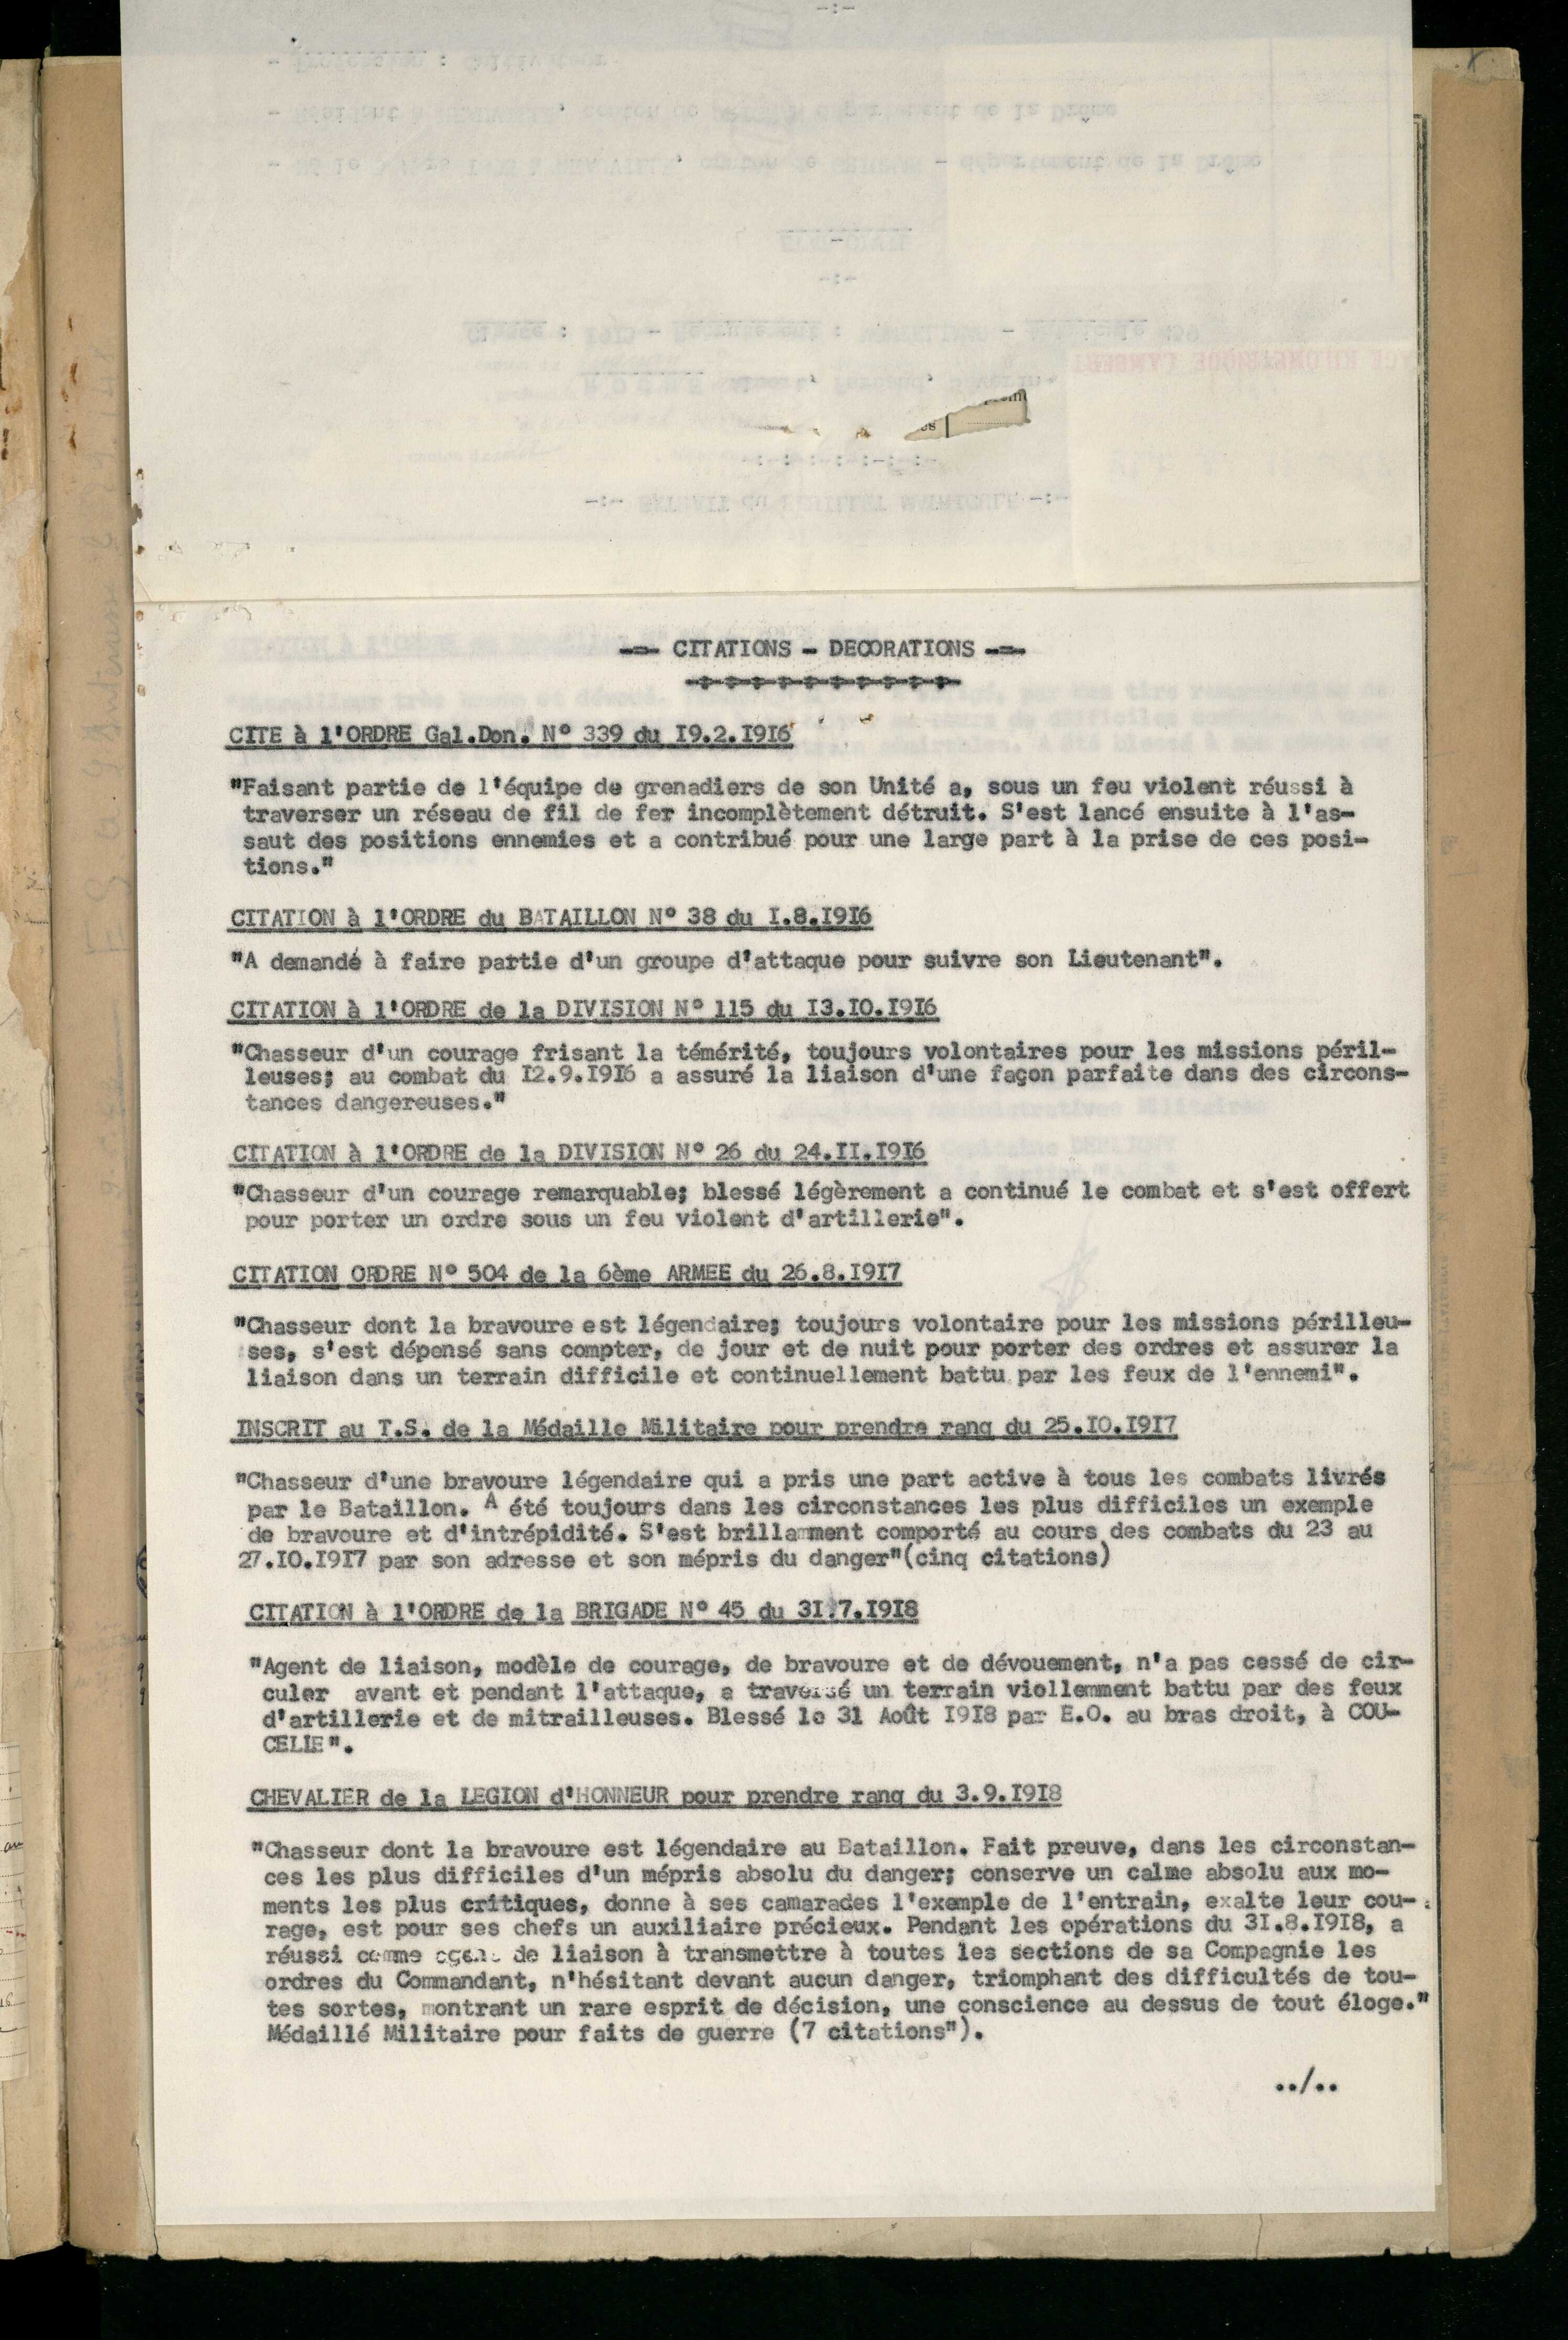 -=- CITATIONS - DECORATIONS -=-
CITE à l'ORDRE Gal.Don. N° 339 du I9.2.I9I6
"Faisant partie de l'équipe de grenadiers de son Unité a, sous un feu violent réussi à
traverser un réseau de fil de fer incomplètement détruit. S'est lancé ensuite à l'as-
saut des positions ennemies et a contribué pour une large part à la prise de ces posi-
tions."
CITATION à l'ORDRE du BATAILLON N° 38 du I.8.I9I6
"A demandé à faire partie d'un groupe d'attaque pour suivre son Lieutenant".
CITATION à l'ORDRE de la DIVISION N° 115 du I3.IO.I9I6
"Chasseur d'un courage frisant la témérité, toujours volontaires pour les missions péril-
leuses; au combat du I2.9.I9I6 a assuré la liaison d'une façon parfaite dans des circons-
tances dangereuses."
CITATION à l'ORDRE de la DIVISION N° 26 du 24.II.I9I6
"Chasseur d'un courage remarquable; blessé légèrement a continué le combat et s'est offert
pour porter un ordre sous un feu violent d'artillerie".
CITATION ORDRE N° 504 de la 6ème ARMEE du 26.8.I9I7
"Chasseur dont la bravoure est légendaire; toujours volontaire pour les missions périlleu-
ses, s'est dépensé sans compter, de jour et de nuit pour porter des ordres et assurer la
liaison dans un terrain difficile et continuellement battu par les feux de l'ennemi".
INSCRIT au T.S. de la Médaille Militaire pour prendre rang du 25.IO.I9I7
"Chasseur d'une bravoure légendaire qui a pris une part active à tous les combats livrés
par le Bataillon. A été toujours dans les circonstances les plus difficiles un exemple
de bravoure et d'intrépidité. S'est brillamment comporté au cours des combats du 23 au
27.IO.I9I7 par son adresse et son mépris du danger"(cinq citations)
CITATION à l'ORDRE de la BRIGADE N° 45 du 3I.7.I9I8
"Agent de liaison, modèle de courage, de bravoure et de dévouement, n'a pas cessé de cir-
culer avant et pendant l'attaque, a traversé un terrain viollemment battu par des feux
d'artillerie et de mitrailleuses. Blessé le 3I Août I9I8 par E.O. au bras droit, à COU-
CELIE".
CHEVALIER de la LEGION d'HONNEUR pour prendre rang du 3.9.I9I8
"Chasseur dont la bravoure est légendaire au Bataillon. Fait preuve, dans les circonstan-
ces les plus difficiles d'un mépris absolu du danger; conserve un calme absolu aux mo-
ments les plus critiques, donne à ses camarades l'exemple de l'entrain, exalte leur cou-
rage, est pour ses chefs un auxiliaire précieux. Pendant les opérations du 3I.8.I9I8, a
réussi comme agent de liaison à transmettre à toutes les sections de sa Compagnie les
ordres du Commandant, n'hésitant devant aucun danger, triomphant des difficultés de tou-
tes sortes, montrant un rare esprit de décision, une conscience au dessus de tout éloge."
Médaillé Militaire pour faits de guerre (7 citations").
../..